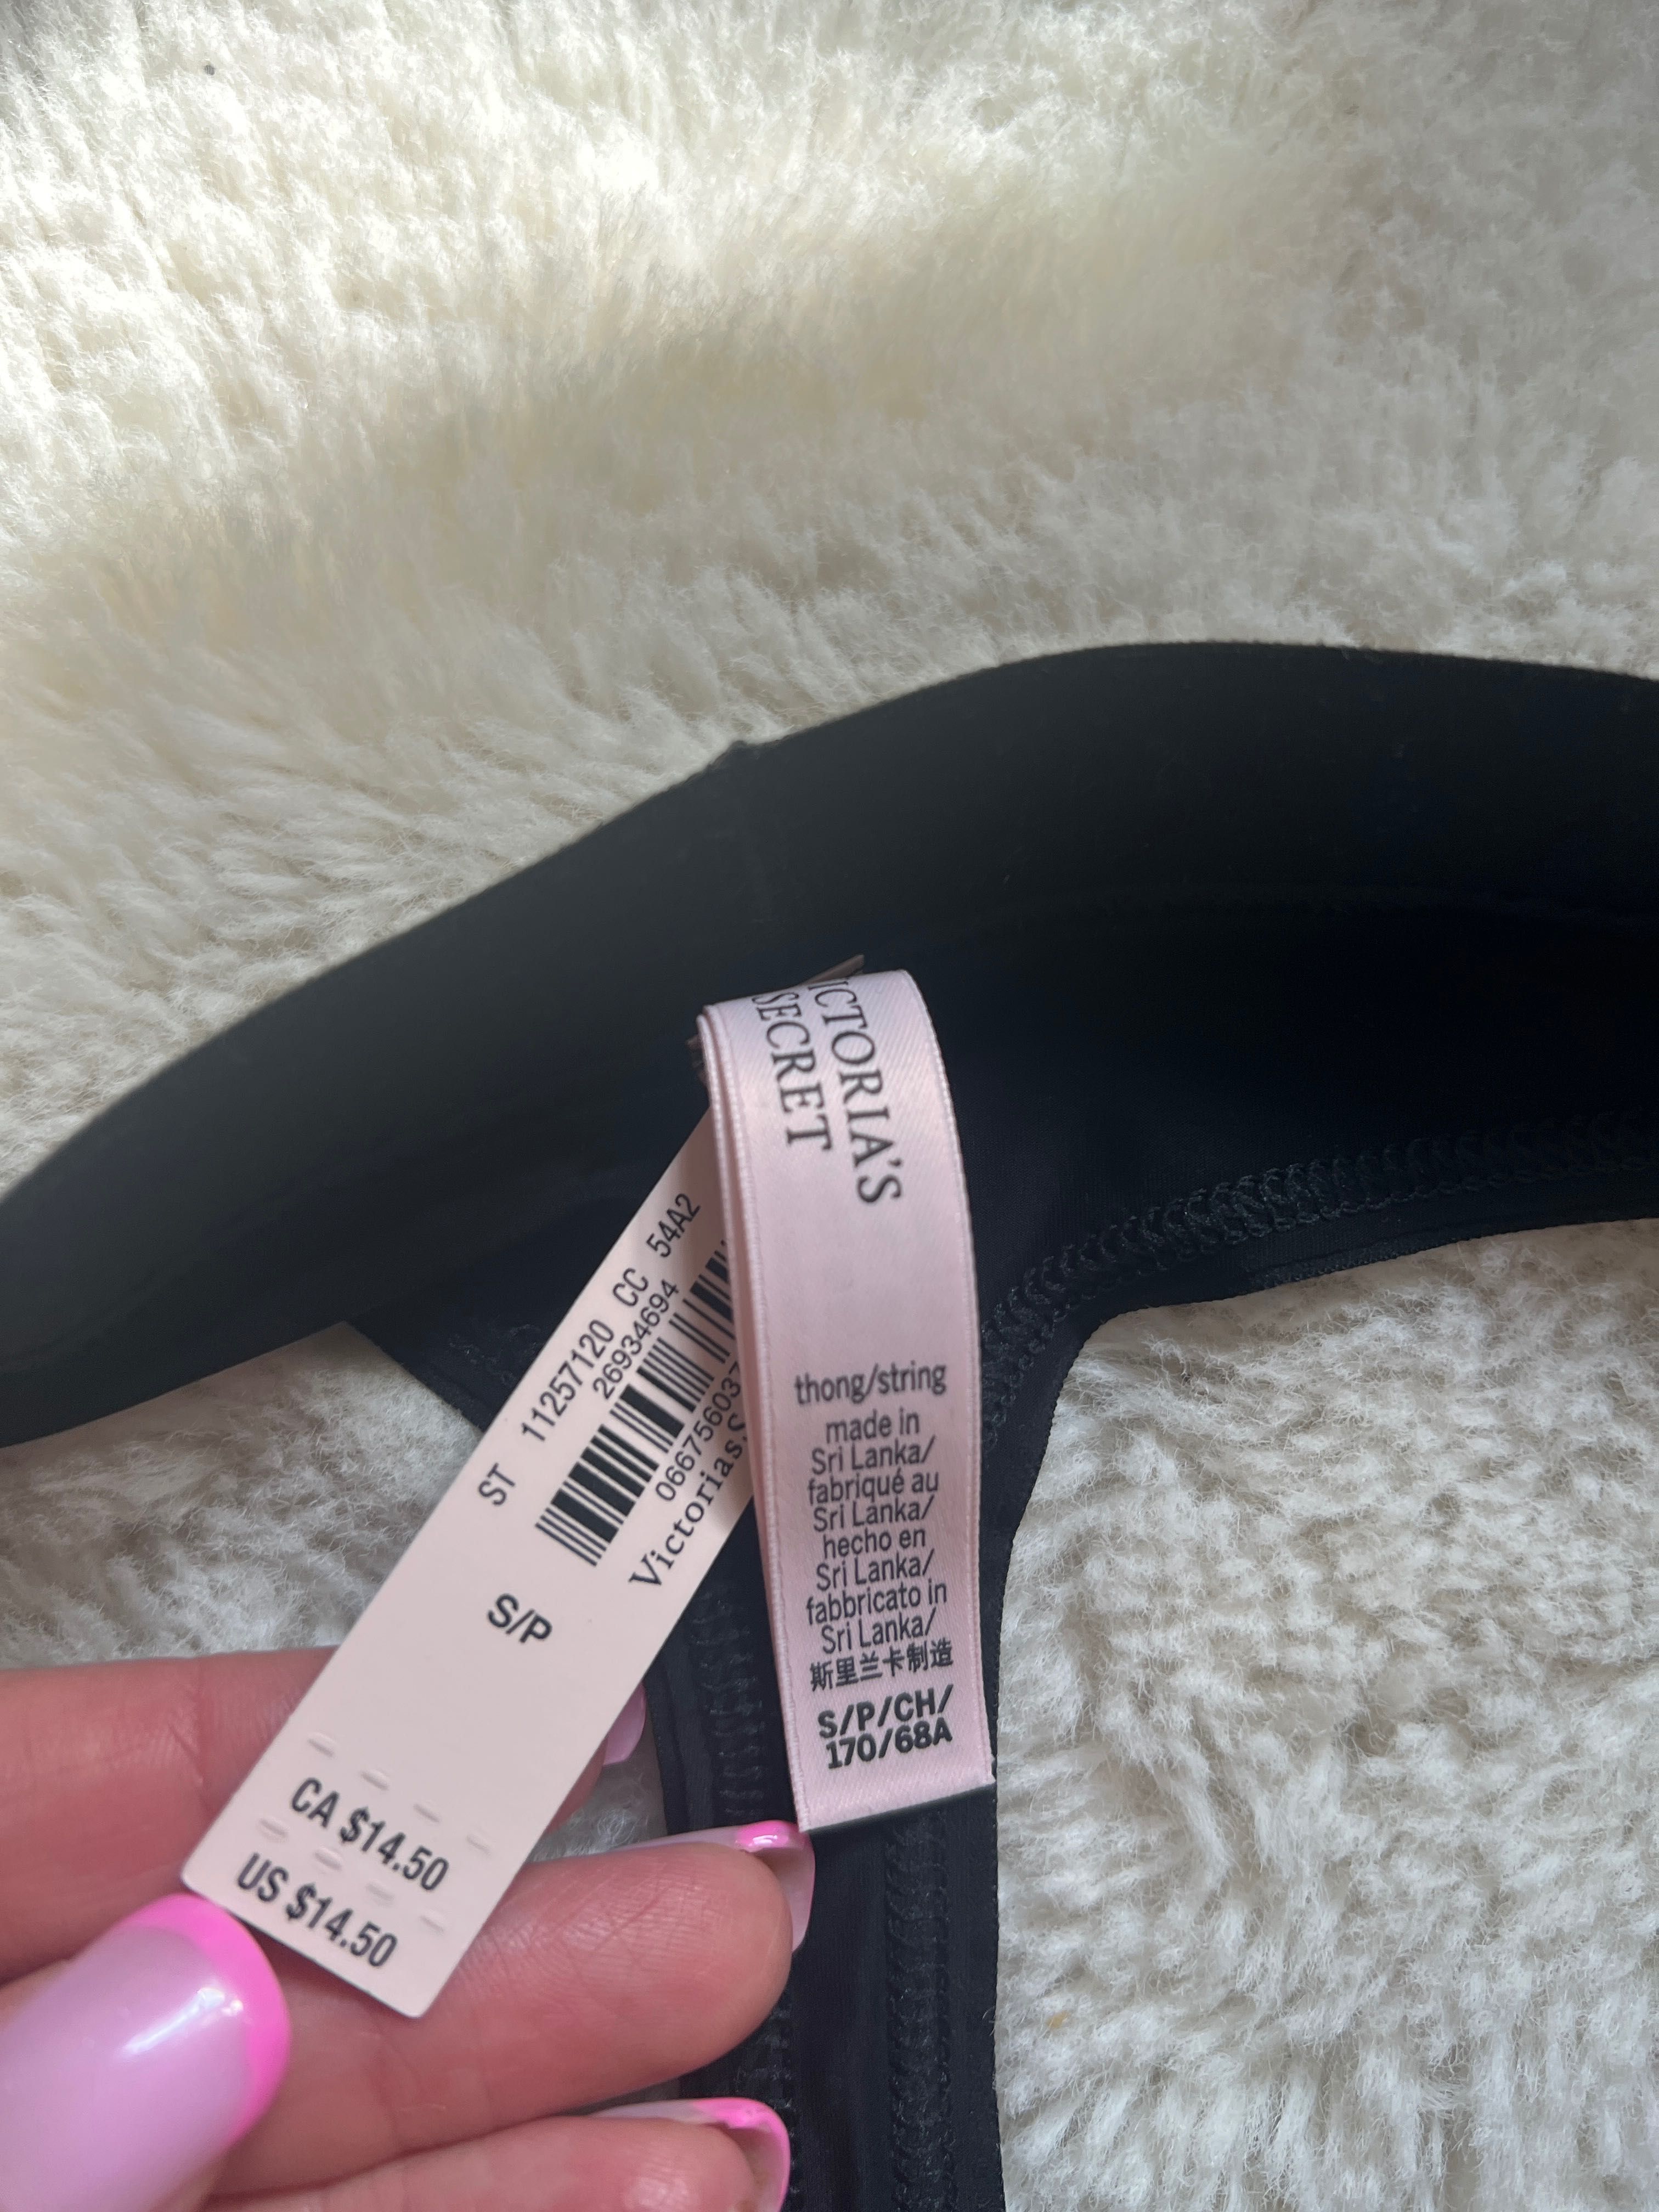 ST 11257120 CC 54A2
26934694
S/P
CA $14.50
US $14.50
SECRET
thong/string
made in
Sri Lanka/
fabriqué au
Sri Lanka/
hecho en
Sri Lanka/
fabbricato in
Sri Lanka/
斯里兰卡制造
S/P/CH/
170/68A